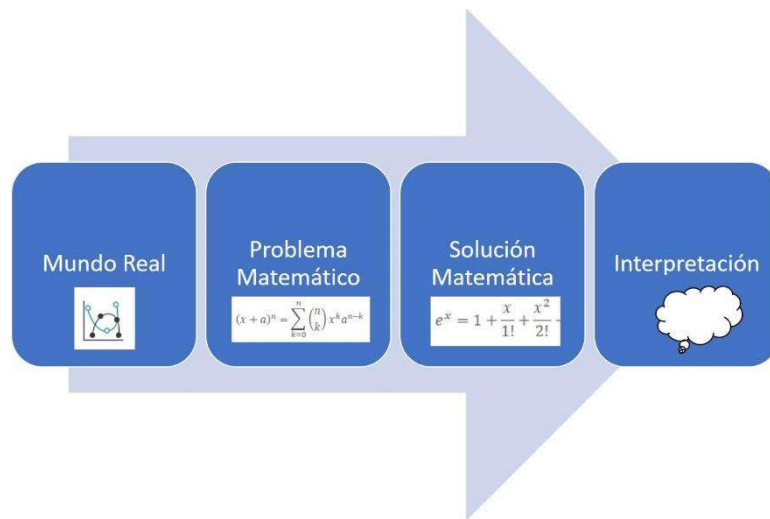 Mundo Real
Problema
Matemático
(x + a)^n = \sum_{k=0}^{n} \binom{n}{k} x^k a^{n-k}
Solución
Matemática
e^x = 1 + \frac{x}{1!} + \frac{x^2}{2!}
Interpretación